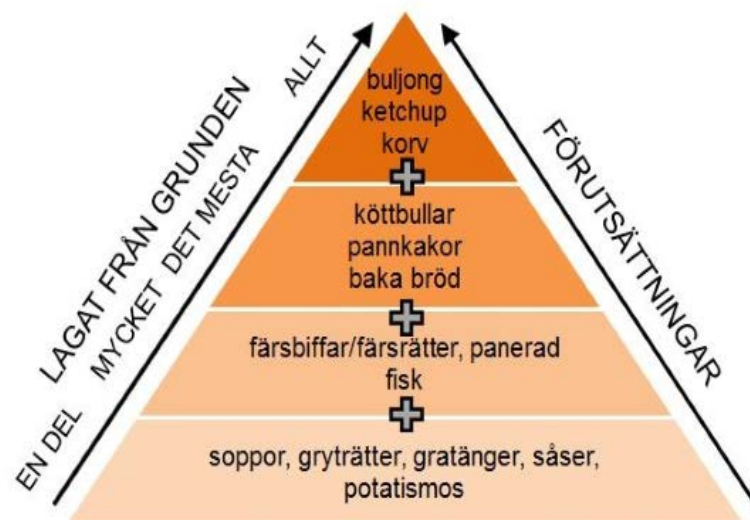 LAGAT FRÅN GRUNDEN
EN DEL MYCKET DET MESTA ALLT
FÖRUTSÄTTNINGAR
buljong
ketchup
korv
köttbullar
pannkakor
baka bröd
färsbiffar/färsrätter, panerad
fisk
soppor, gryträtter, gratänger, såser,
potatismos